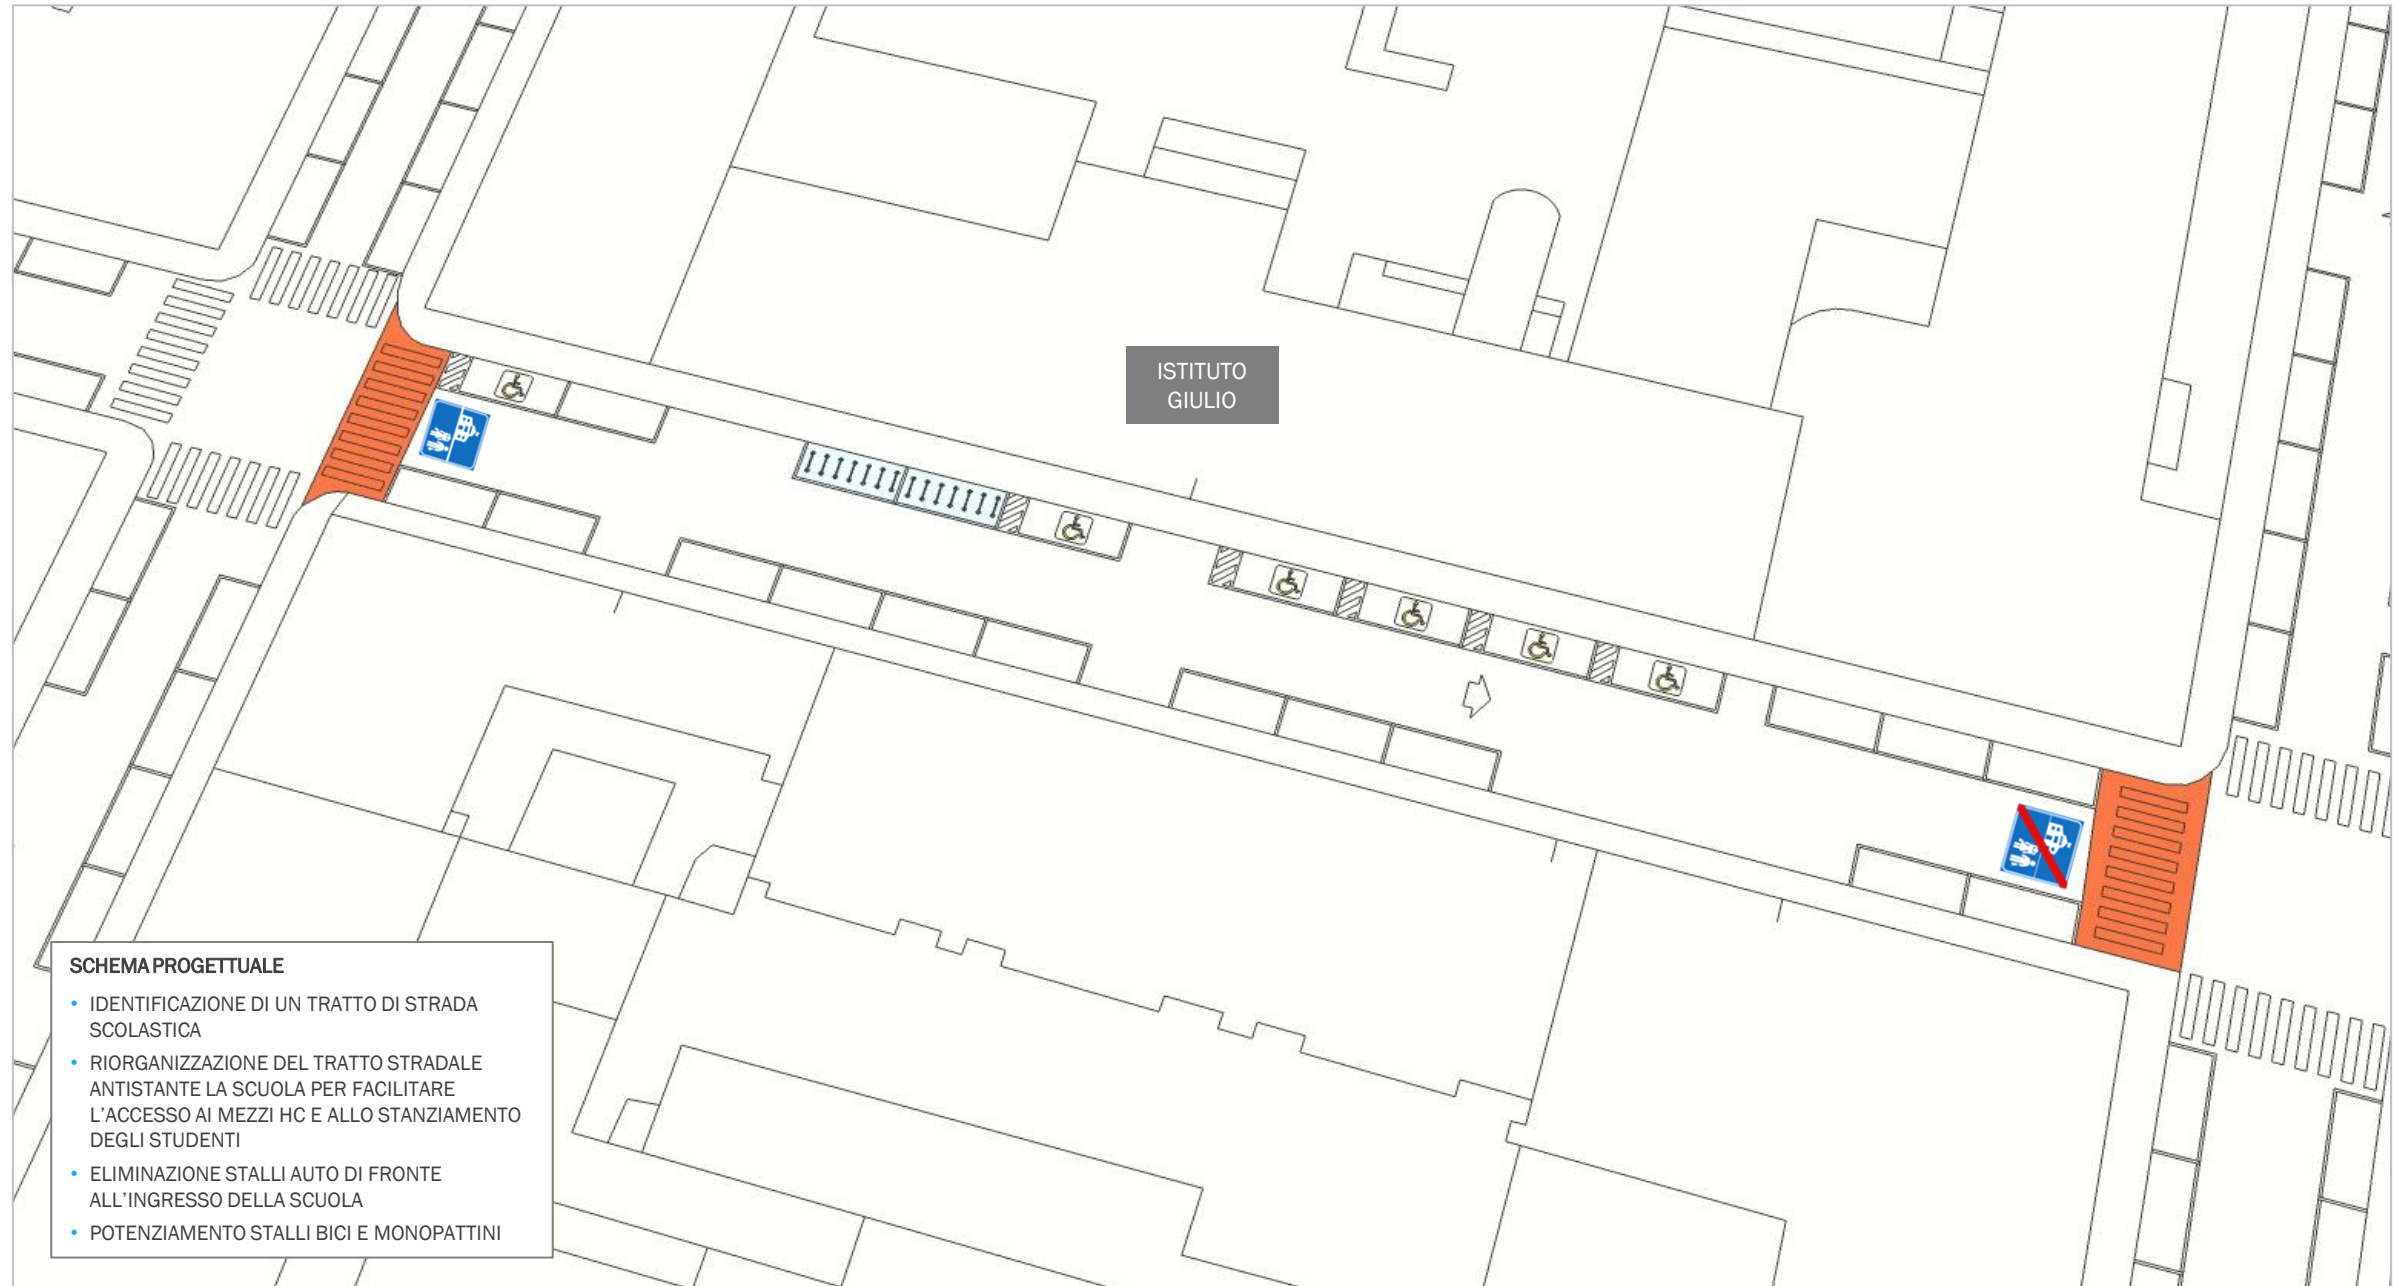 ISTITUTO
GIULIO
SCHEMA PROGETTUALE
• IDENTIFICAZIONE DI UN TRATTO DI STRADA
SCOLASTICA
• RIORGANIZZAZIONE DEL TRATTO STRADALE
ANTISTANTE LA SCUOLA PER FACILITARE
L'ACCESSO AI MEZZI HC E ALLO STANZIAMENTO
DEGLI STUDENTI
• ELIMINAZIONE STALLI AUTO DI FRONTE
ALL'INGRESSO DELLA SCUOLA
• POTENZIAMENTO STALLI BICI E MONOPATTINI